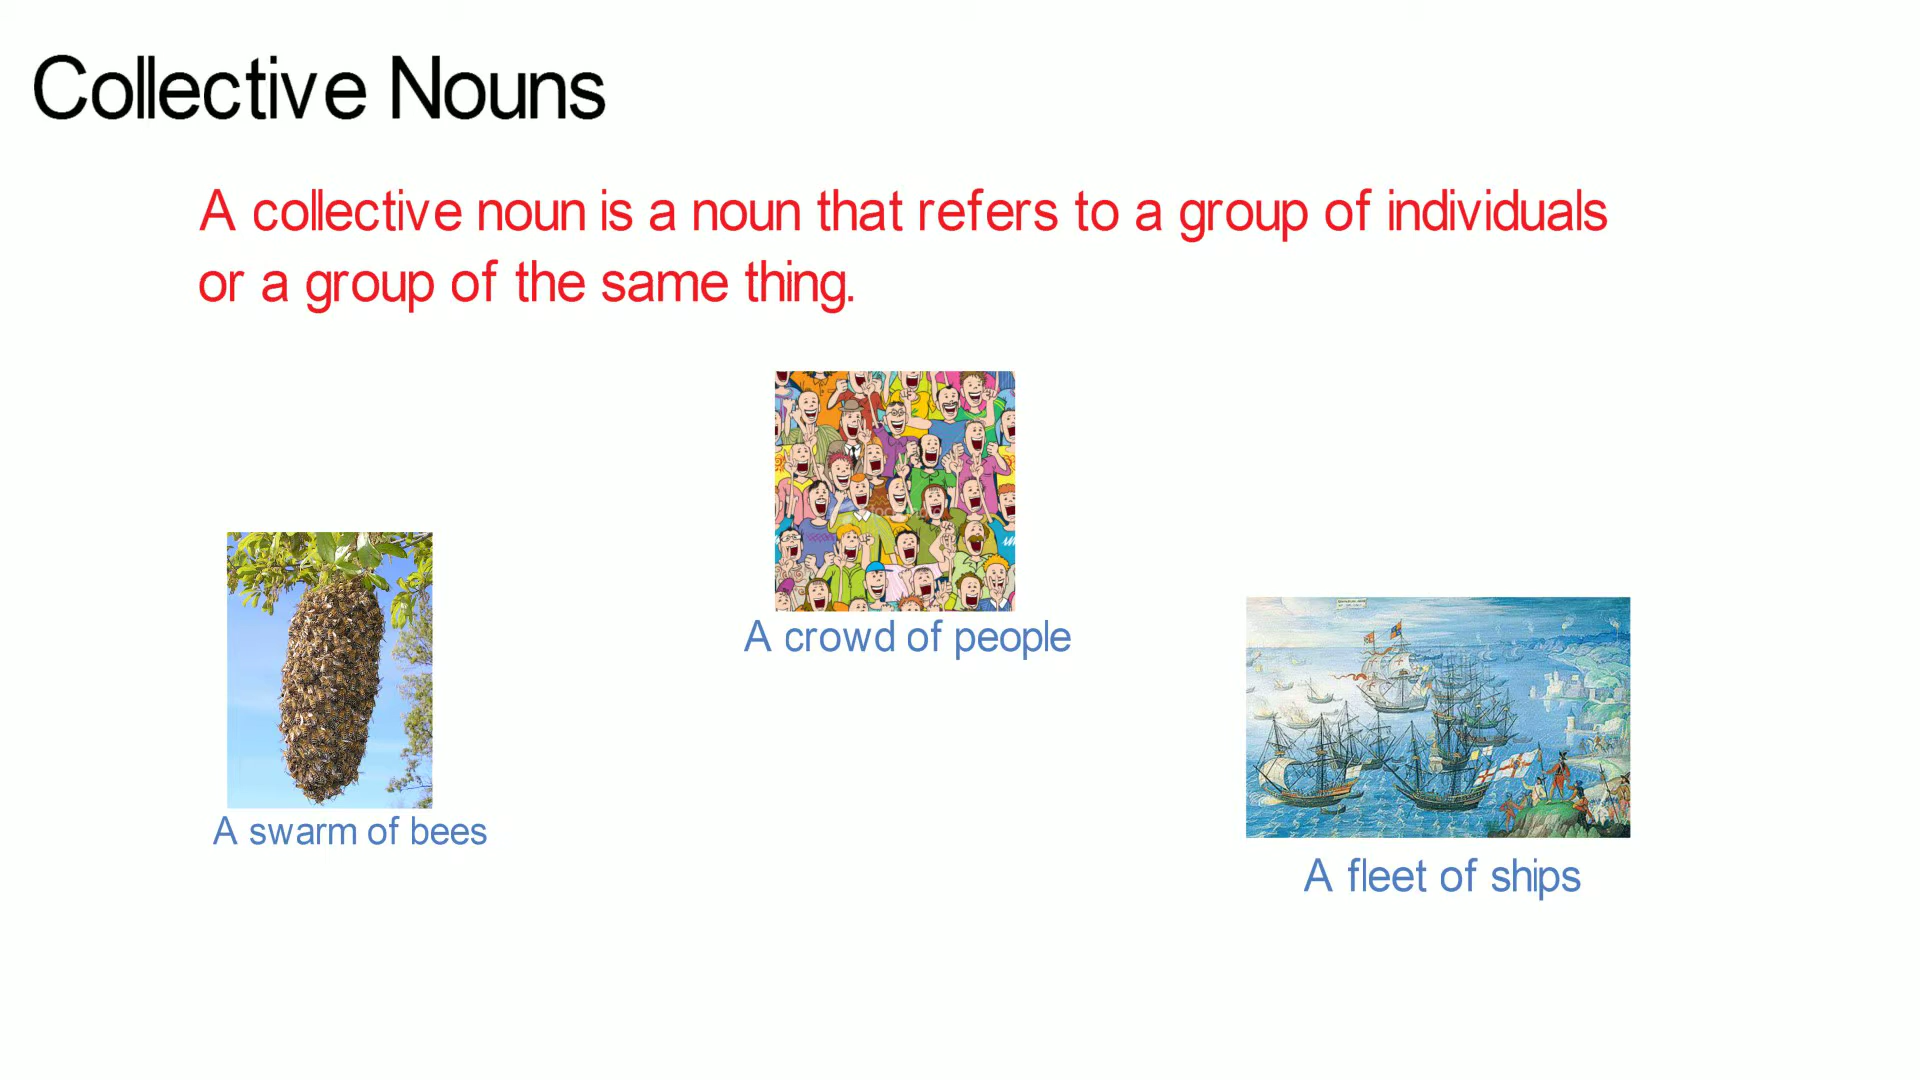 Collective Nouns
A collective noun is a noun that refers to a group of individuals
or a group of the same thing.
A crowd of people
A swarm of bees
A fleet of ships